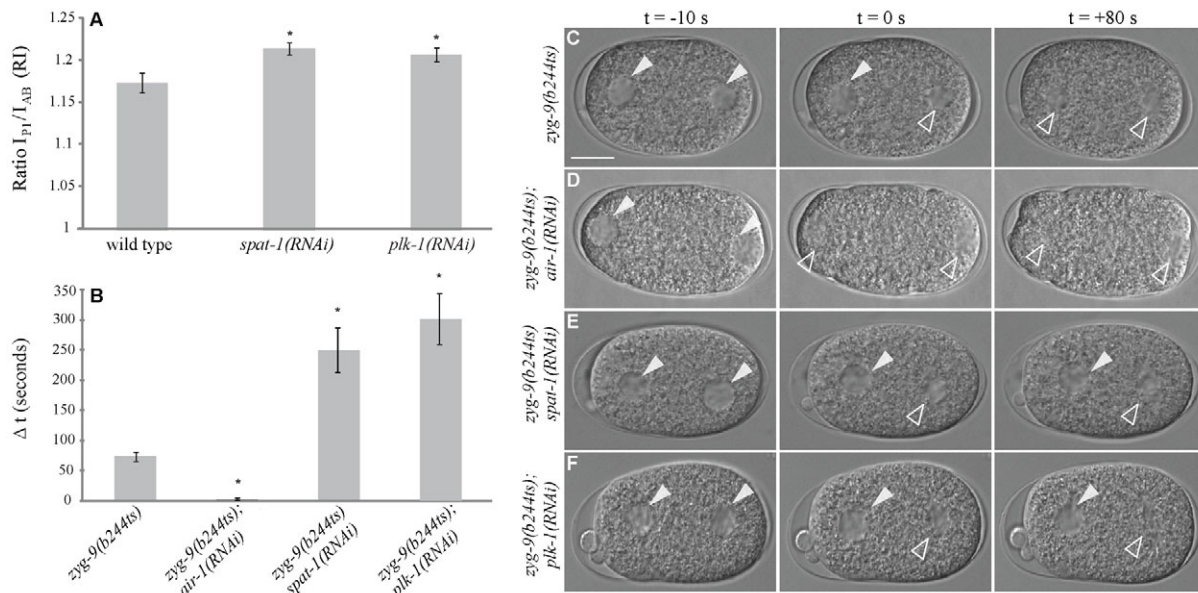 A
Ratio I_P1/I_AB (RI)
1.25
1.2
1.15
1.1
1.05
1
*
*
wild type
spat-1(RNAi)
plk-1(RNAi)
B
Δ t (seconds)
350
300
250
200
150
100
50
0
*
*
*
zyg-9(b244ts)
zyg-9(b244ts);
air-1(RNAi)
zyg-9(b244ts)
spat-1(RNAi)
zyg-9(b244ts);
plk-1(RNAi)
t = -10 s
t = 0 s
t = +80 s
C
zyg-9(b244ts)
D
zyg-9(b244ts);
air-1(RNAi)
E
zyg-9(b244ts)
spat-1(RNAi)
F
zyg-9(b244ts);
plk-1(RNAi)